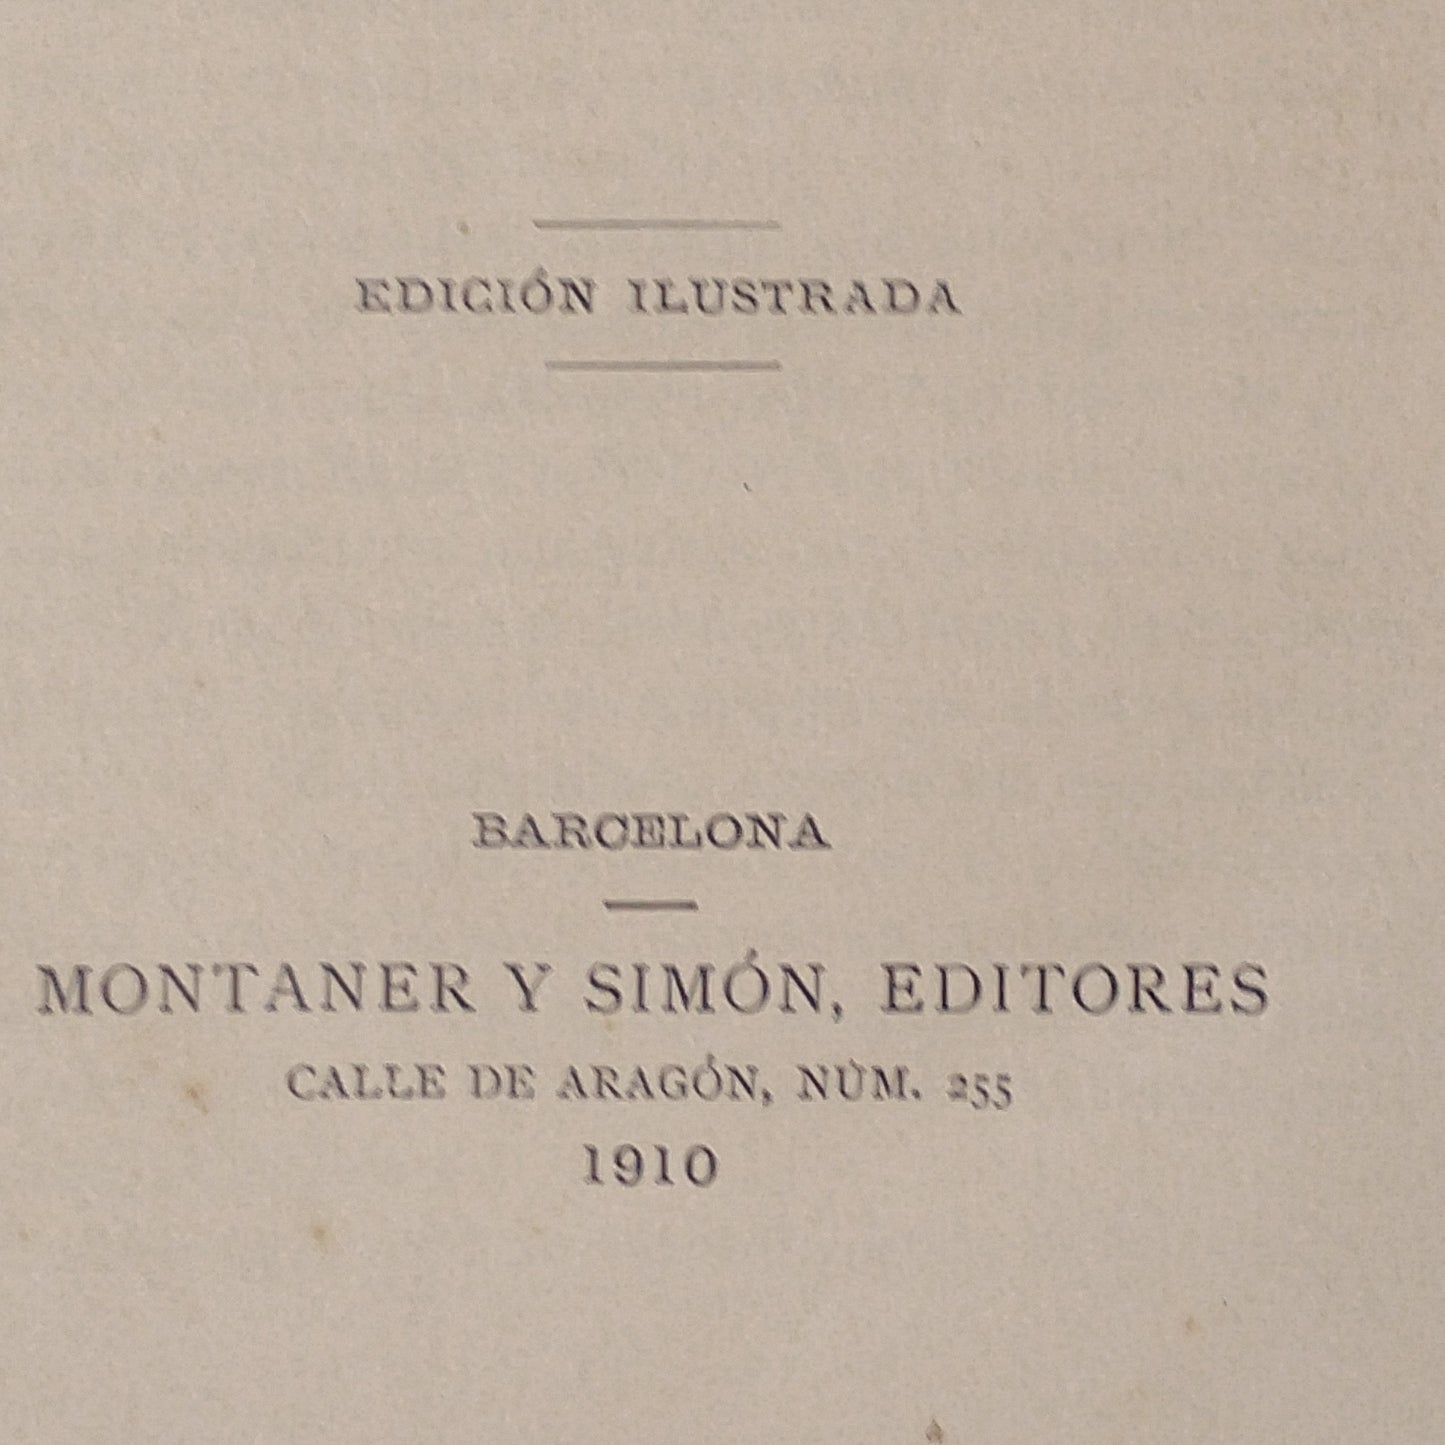 EDICIÓN ILUSTRADA
BARCELONA
MONTANER Y SIMÓN, EDITORES
CALLE DE ARAGÓN, NÚM. 255
1910